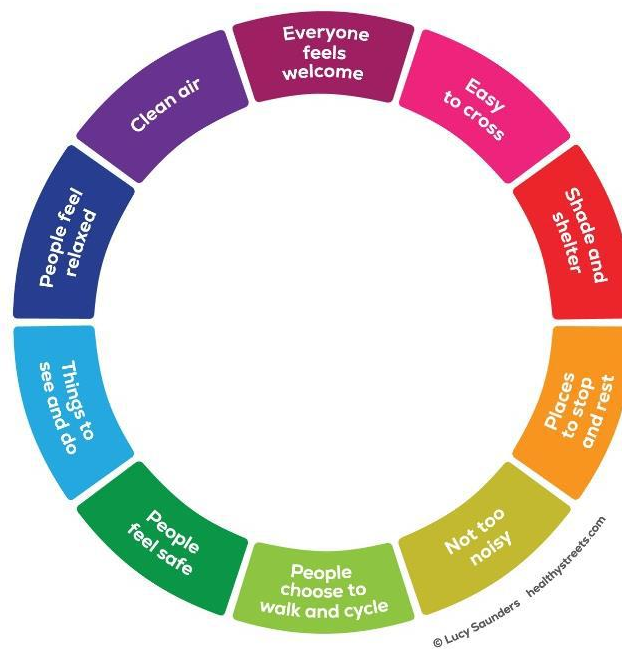 Everyone
feels
welcome
Easy
to cross
Shade and
shelter
Places
to stop
and rest
Not too
noisy
People
choose to
walk and cycle
People
feel safe
Things to
see and do
People feel
relaxed
Clean air
© Lucy Saunders healthystreets.com